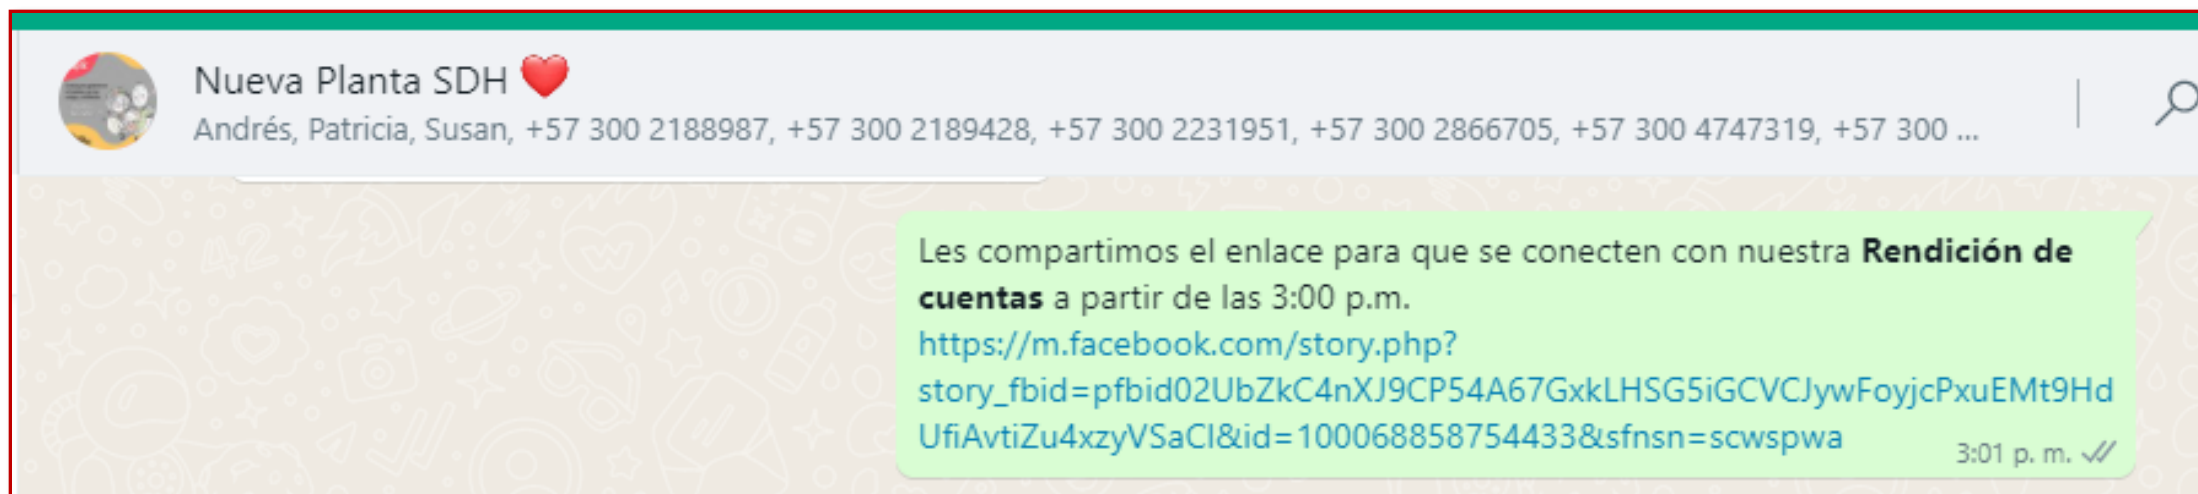 Nueva Planta SDH ❤️
Andrés, Patricia, Susan, +57 300 2188987, +57 300 2189428, +57 300 2231951, +57 300 2866705, +57 300 4747319, +57 300 ...
Les compartimos el enlace para que se conecten con nuestra Rendición de
cuentas a partir de las 3:00 p.m.
https://m.facebook.com/story.php?
story_fbid=pfbid02UbZkC4nXJ9CP54A67GxkLHSG5iGCVCJywFoyjcPxuEMt9Hd
UfiAvtiZu4xzyVSaCl&id=100068858754433&sfnsn=scwspwa
3:01 p. m.